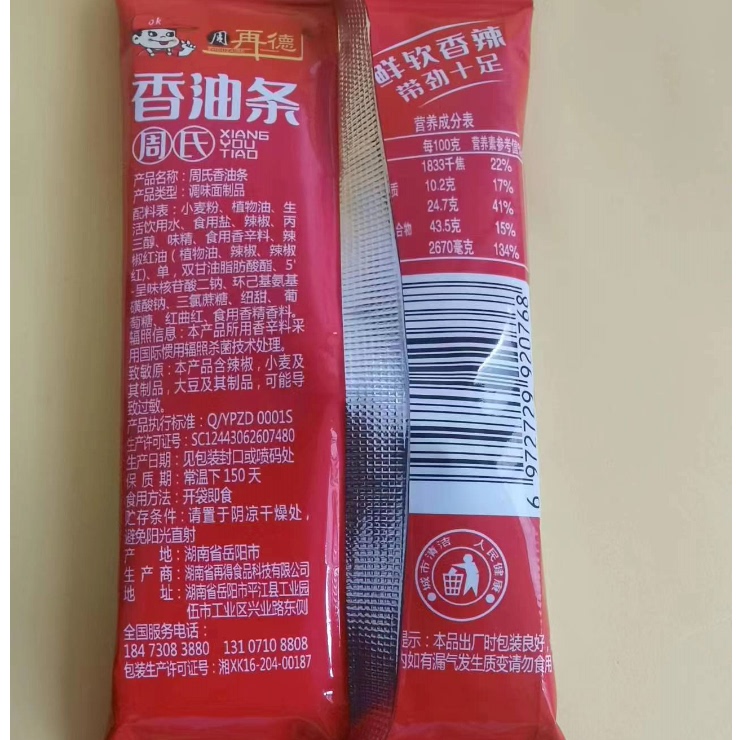 ok
周 再德
香油条
周氏
XIANG
YOU
TIAO
产品名称：周氏香油条
产品类型：调味面制品
配料表：小麦粉、植物油、生
活饮用水、食用盐、辣椒、丙
三醇、味精、食用香辛料、辣
椒红油（植物油、辣椒、辣椒
红）、单，双甘油脂肪酸酯、5'
-呈味核苷酸二钠、环己基氨基
磺酸钠、三氯蔗糖、纽甜、葡
萄糖、红曲红、食用香精香料。
辐照信息：本产品所用香辛料采
用国际惯用辐照杀菌技术处理。
致敏原：本产品含辣椒，小麦及
其制品，大豆及其制品，可能导
致过敏。
产品执行标准：Q/YPZD 0001S
生产许可证号：SC12443062607480
生产日期：见包装封口或喷码处
保 质 期：常温下 150 天
食用方法：开袋即食
贮存条件：请置于阴凉干燥处，
避免阳光直射
产 地：湖南省岳阳市
生 产 商：湖南省再得食品科技有限公司
地 址：湖南省岳阳市平江县工业园
伍市工业区兴业路东侧
全国服务电话：
184 7308 3880 131 0710 8808
包装生产许可证号：湘XK16-204-00187
鲜软香辣
带劲十足
营养成分表
每100克 营养素参考值%
1833千焦 22%
质 10.2克 17%
24.7克 41%
合物 43.5克 15%
2670毫克 134%
6 972729 920768
城市清洁 人民健康
提示：本品出厂时包装良好，
内如有漏气发生质变请勿食用